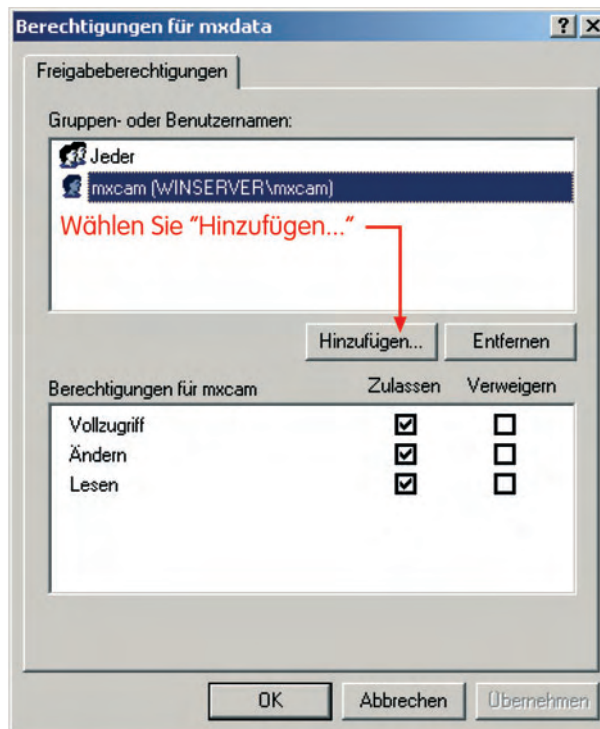 Berechtigungen für mxdata
Freigabeberechtigungen
Gruppen- oder Benutzernamen:
Jeder
mxcam (WINSERVER\mxcam)
Wählen Sie "Hinzufügen..."
Hinzufügen... Entfernen
Berechtigungen für mxcam Zulassen Verweigern
Vollzugriff
Ändern
Lesen
OK Abbrechen Übernehmen